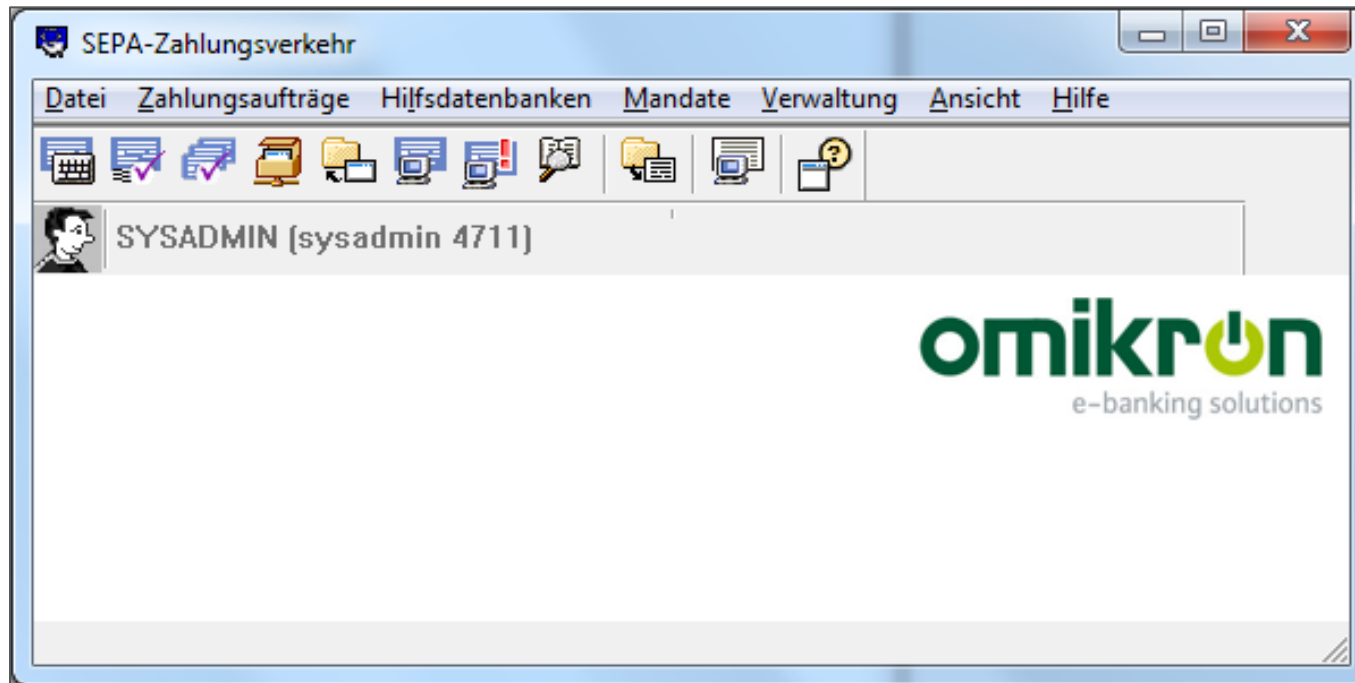 SEPA-Zahlungsverkehr
Datei Zahlungsaufträge Hilfsdatenbanken Mandate Verwaltung Ansicht Hilfe
SYSADMIN (sysadmin 4711)
omikron
e-banking solutions